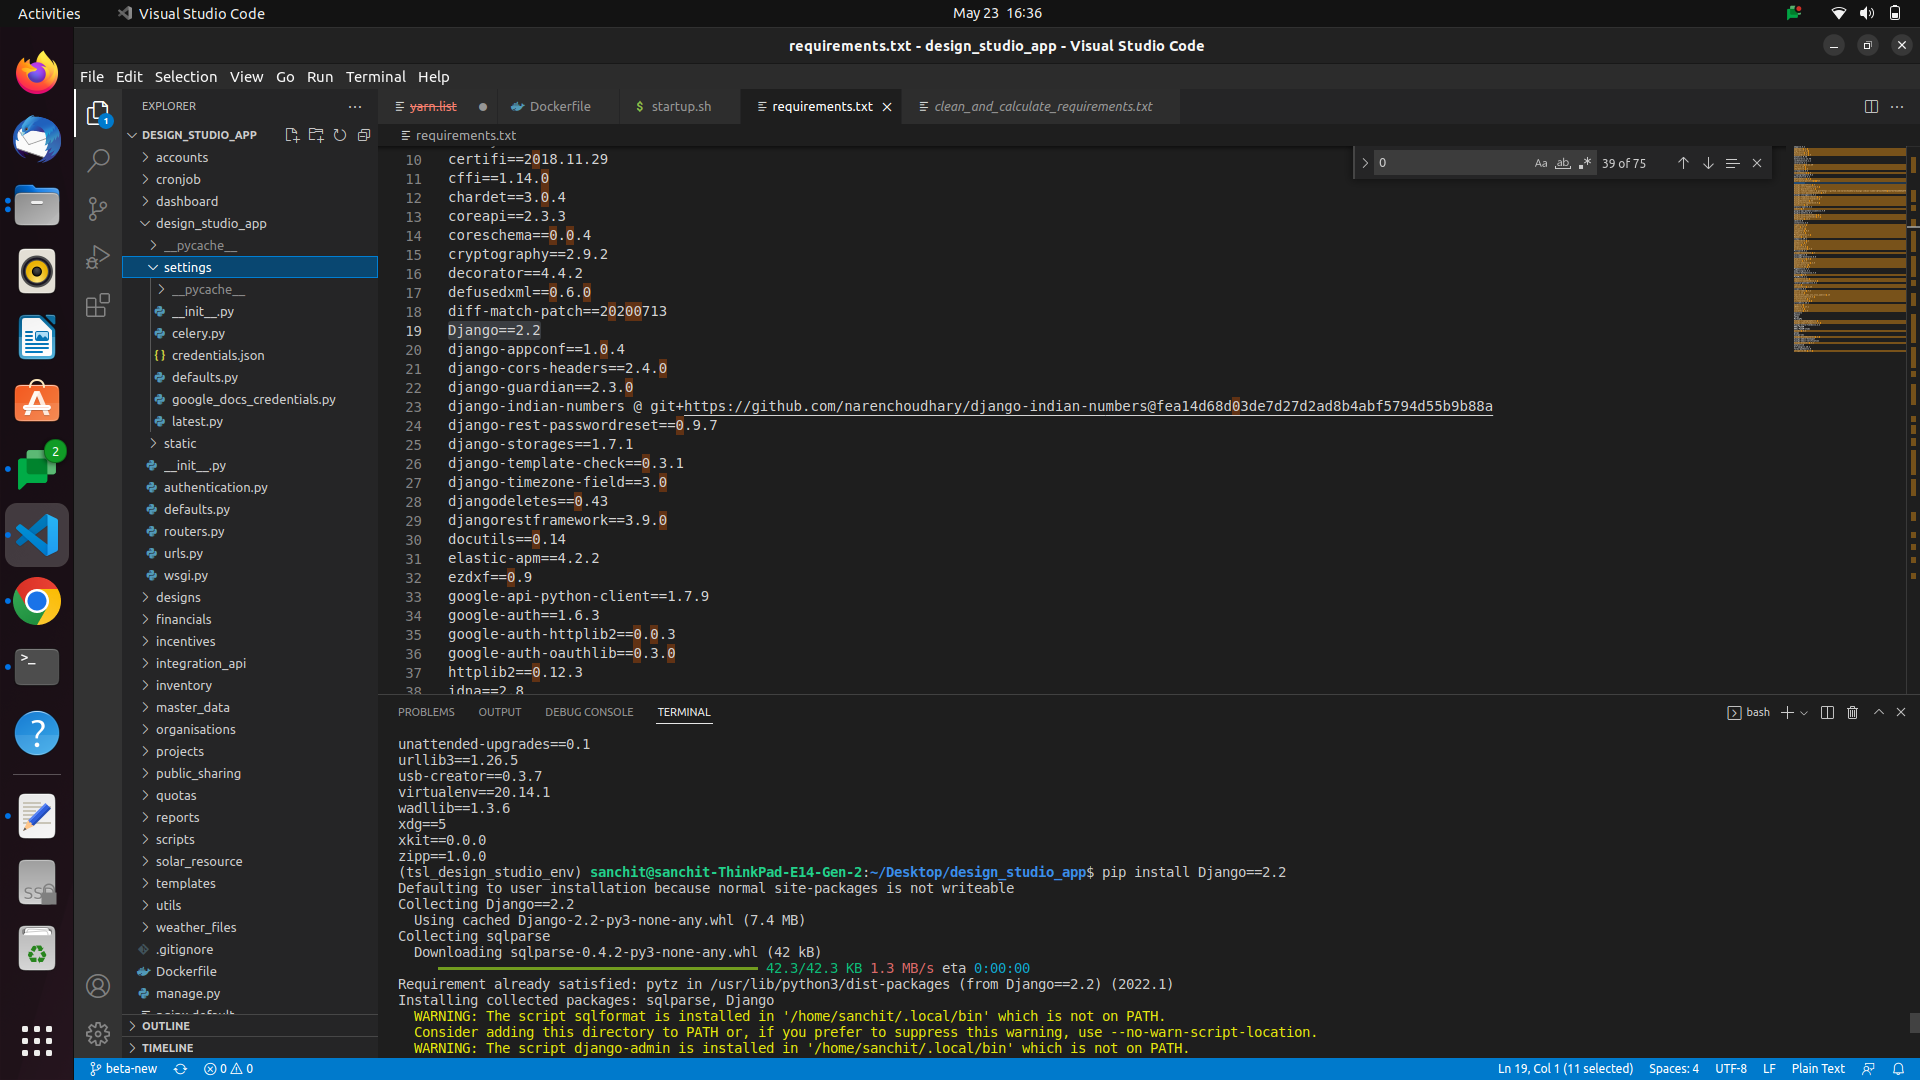 Activities
Visual Studio Code
May 23 16:36
requirements.txt - design_studio_app - Visual Studio Code
File Edit Selection View Go Run Terminal Help
EXPLORER
yarn.list
Dockerfile
$ startup.sh
requirements.txt
clean_and_calculate_requirements.txt
DESIGN_STUDIO_APP
requirements.txt
accounts
cronjob
dashboard
design_studio_app
__pycache__
settings
__pycache__
__init__.py
celery.py
{} credentials.json
defaults.py
google_docs_credentials.py
latest.py
static
__init__.py
authentication.py
defaults.py
routers.py
urls.py
wsgi.py
designs
financials
incentives
integration_api
inventory
master_data
organisations
projects
public_sharing
quotas
reports
scripts
solar_resource
templates
utils
weather_files
.gitignore
Dockerfile
manage.py
OUTLINE
TIMELINE
1
2
0
Aa ab .*
39 of 75
10 certifi==2018.11.29
11 cffi==1.14.0
12 chardet==3.0.4
13 coreapi==2.3.3
14 coreschema==0.0.4
15 cryptography==2.9.2
16 decorator==4.4.2
17 defusedxml==0.6.0
18 diff-match-patch==20200713
19 Django==2.2
20 django-appconf==1.0.4
21 django-cors-headers==2.4.0
22 django-guardian==2.3.0
23 django-indian-numbers @ git+https://github.com/narenchoudhary/django-indian-numbers@fea14d68d03de7d27d2ad8b4abf5794d55b9b88a
24 django-rest-passwordreset==0.9.7
25 django-storages==1.7.1
26 django-template-check==0.3.1
27 django-timezone-field==3.0
28 djangodeletes==0.43
29 djangorestframework==3.9.0
30 docutils==0.14
31 elastic-apm==4.2.2
32 ezdxf==0.9
33 google-api-python-client==1.7.9
34 google-auth==1.6.3
35 google-auth-httplib2==0.0.3
36 google-auth-oauthlib==0.3.0
37 httplib2==0.12.3
38 idna==2.8
PROBLEMS OUTPUT DEBUG CONSOLE TERMINAL
bash
unattended-upgrades==0.1
urllib3==1.26.5
usb-creator==0.3.7
virtualenv==20.14.1
wadllib==1.3.6
xdg==5
xkit==0.0.0
zipp==1.0.0
(tsl_design_studio_env) sanchit@sanchit-ThinkPad-E14-Gen-2:~/Desktop/design_studio_app$ pip install Django==2.2
Defaulting to user installation because normal site-packages is not writeable
Collecting Django==2.2
Using cached Django-2.2-py3-none-any.whl (7.4 MB)
Collecting sqlparse
Downloading sqlparse-0.4.2-py3-none-any.whl (42 kB)
42.3/42.3 KB 1.3 MB/s eta 0:00:00
Requirement already satisfied: pytz in /usr/lib/python3/dist-packages (from Django==2.2) (2022.1)
Installing collected packages: sqlparse, Django
WARNING: The script sqlformat is installed in '/home/sanchit/.local/bin' which is not on PATH.
Consider adding this directory to PATH or, if you prefer to suppress this warning, use --no-warn-script-location.
WARNING: The script django-admin is installed in '/home/sanchit/.local/bin' which is not on PATH.
beta-new
0 0
Ln 19, Col 1 (11 selected)
Spaces: 4
UTF-8
LF
Plain Text